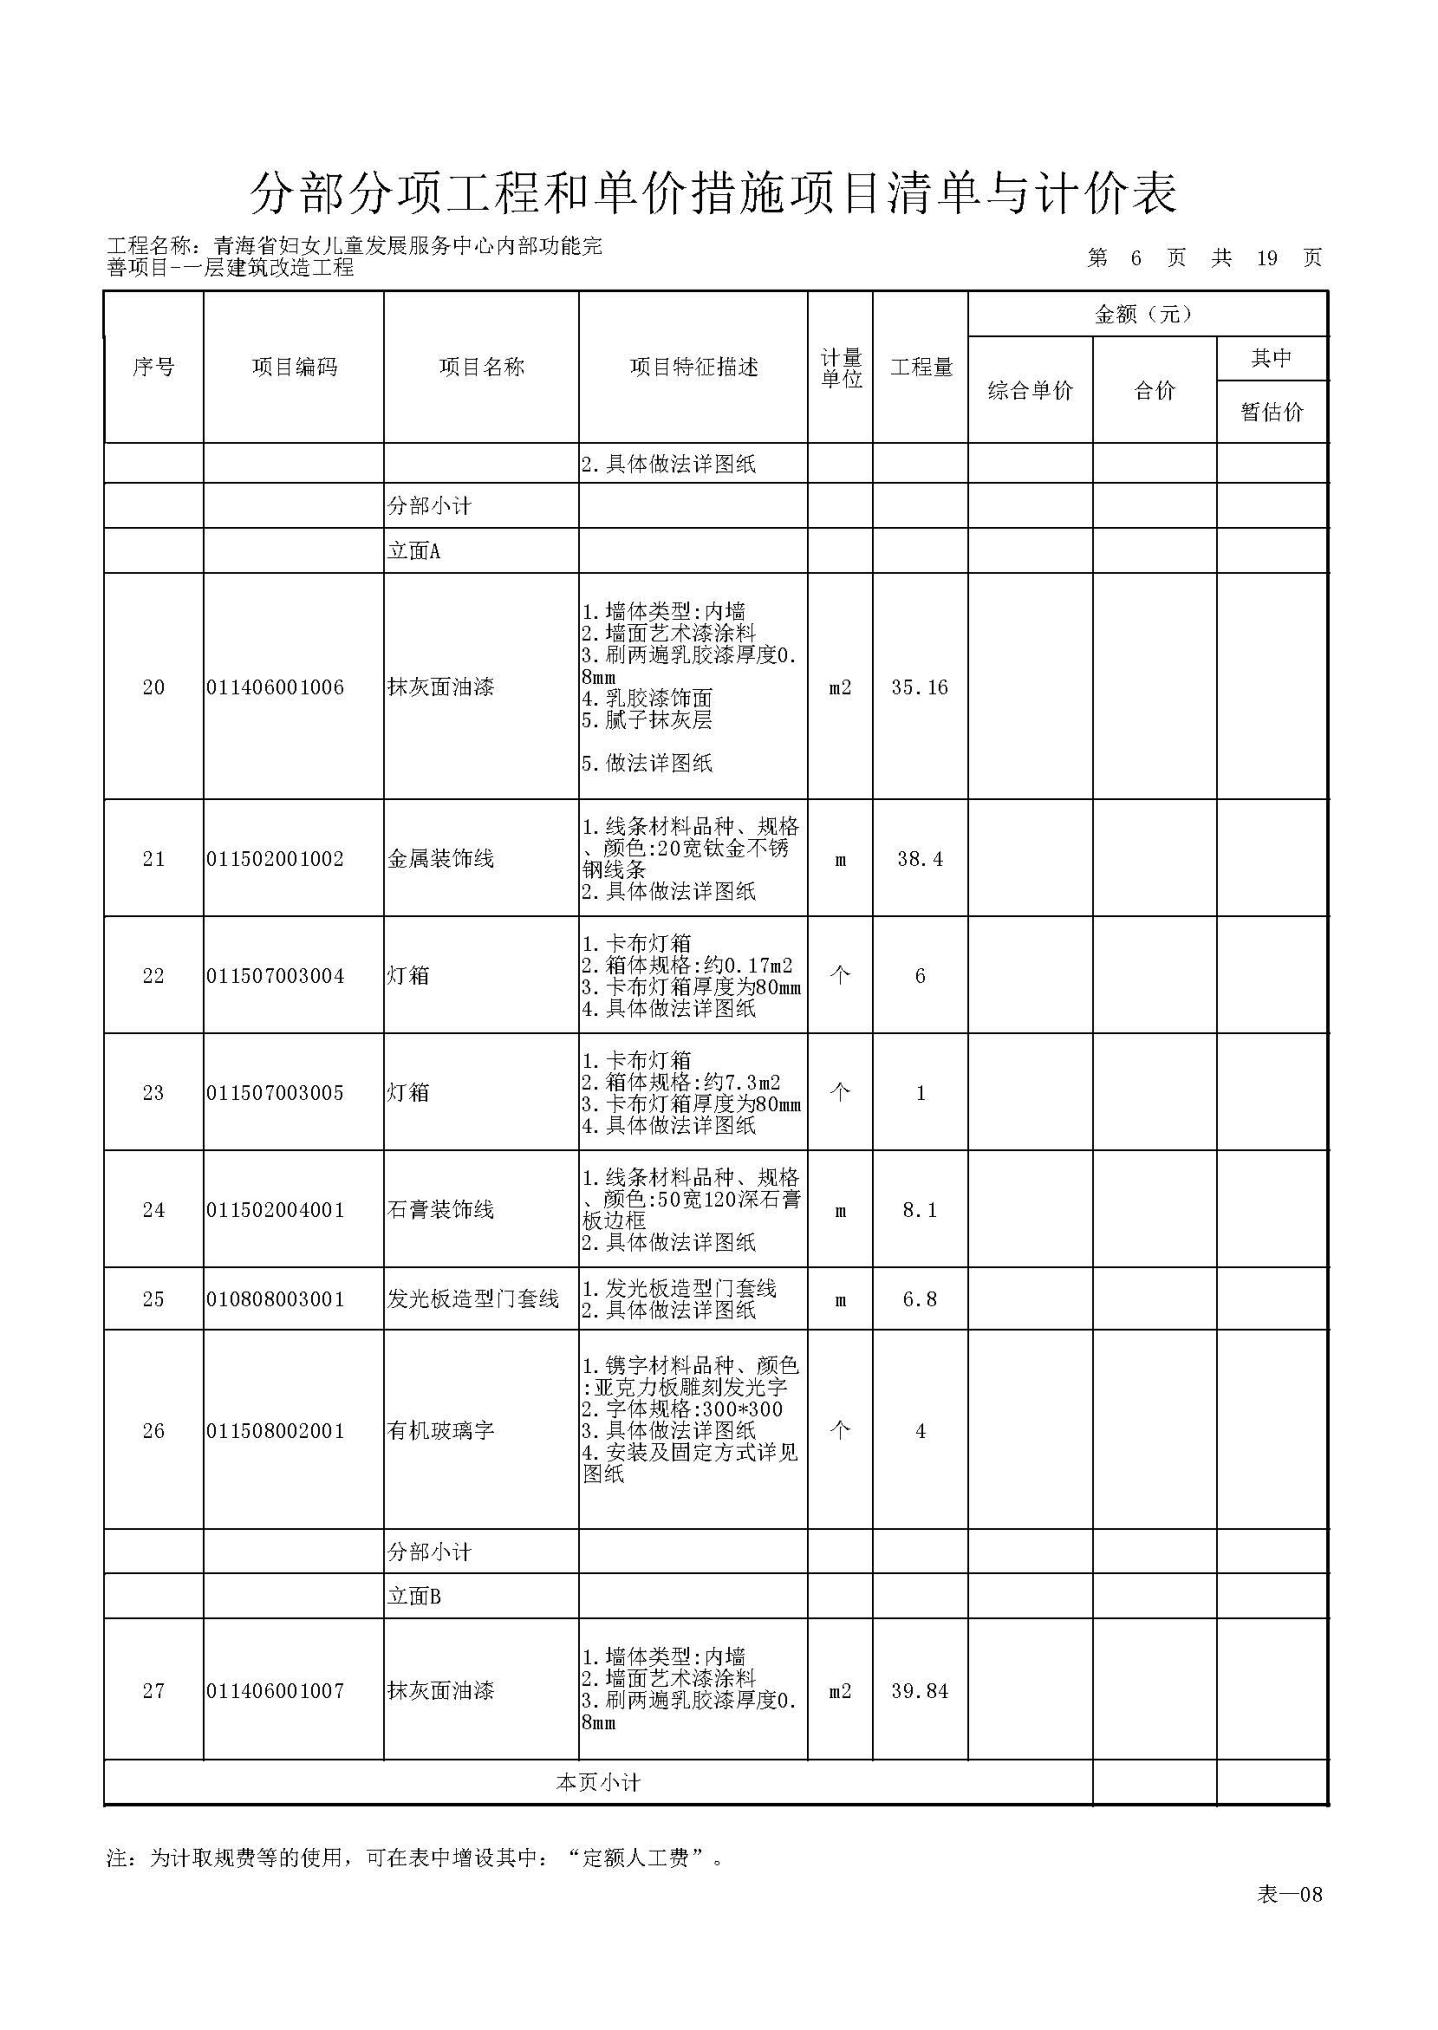 分部分项工程和单价措施项目清单与计价表
工程名称：青海省妇女儿童发展服务中心内部功能完
善项目-一层建筑改造工程
第 6 页 共 19 页
序号 项目编码 项目名称 项目特征描述 计量
单位 工程量 金额（元）
综合单价 合价 其中
暂估价
2.具体做法详图纸
分部小计
立面A
20 011406001006 抹灰面油漆 1.墙体类型:内墙
2.墙面艺术漆涂料
3.刷两遍乳胶漆厚度0.
8mm
4.乳胶漆饰面
5.腻子抹灰层
5.做法详图纸
m2 35.16
21 011502001002 金属装饰线 1.线条材料品种、规格
、颜色:20宽钛金不锈
钢线条
2.具体做法详图纸
m 38.4
22 011507003004 灯箱 1.卡布灯箱
2.箱体规格:约0.17m2
3.卡布灯箱厚度为80mm
4.具体做法详图纸
个 6
23 011507003005 灯箱 1.卡布灯箱
2.箱体规格:约7.3m2
3.卡布灯箱厚度为80mm
4.具体做法详图纸
个 1
24 011502004001 石膏装饰线 1.线条材料品种、规格
、颜色:50宽120深石膏
板边框
2.具体做法详图纸
m 8.1
25 010808003001 发光板造型门套线 1.发光板造型门套线
2.具体做法详图纸
m 6.8
26 011508002001 有机玻璃字 1.镌字材料品种、颜色
:亚克力板雕刻发光字
2.字体规格:300*300
3.具体做法详图纸
4.安装及固定方式详见
图纸
个 4
分部小计
立面B
27 011406001007 抹灰面油漆 1.墙体类型:内墙
2.墙面艺术漆涂料
3.刷两遍乳胶漆厚度0.
8mm
m2 39.84
本页小计
注：为计取规费等的使用，可在表中增设其中：“定额人工费”。
表—08